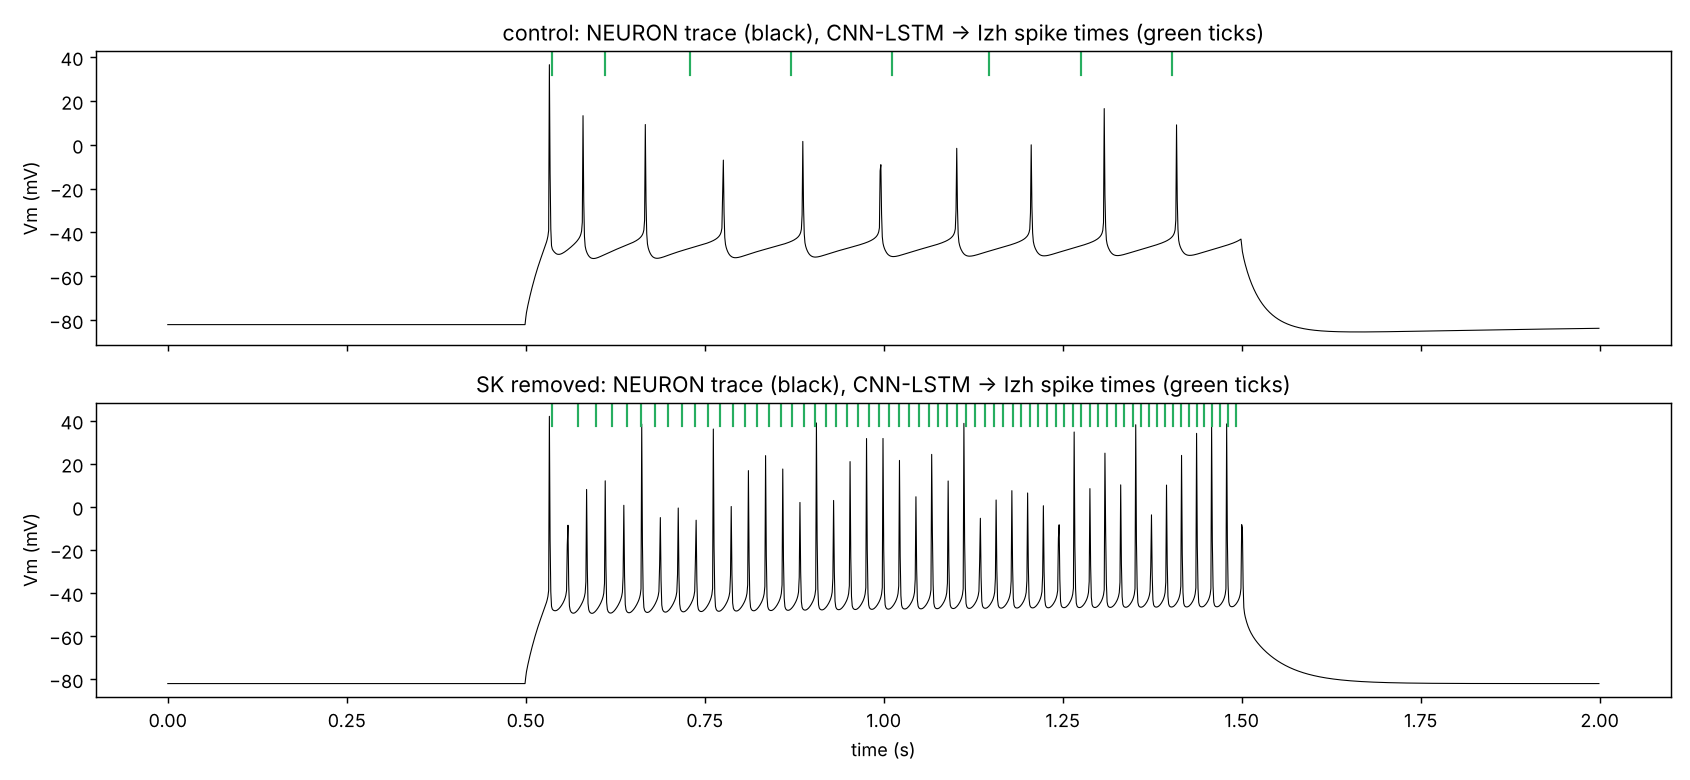 control: NEURON trace (black), CNN-LSTM → Izh spike times (green ticks)
40
20
0
−20
−40
−60
−80
Vm (mV)
SK removed: NEURON trace (black), CNN-LSTM → Izh spike times (green ticks)
40
20
0
−20
−40
−60
−80
Vm (mV)
0.00 0.25 0.50 0.75 1.00 1.25 1.50 1.75 2.00
time (s)